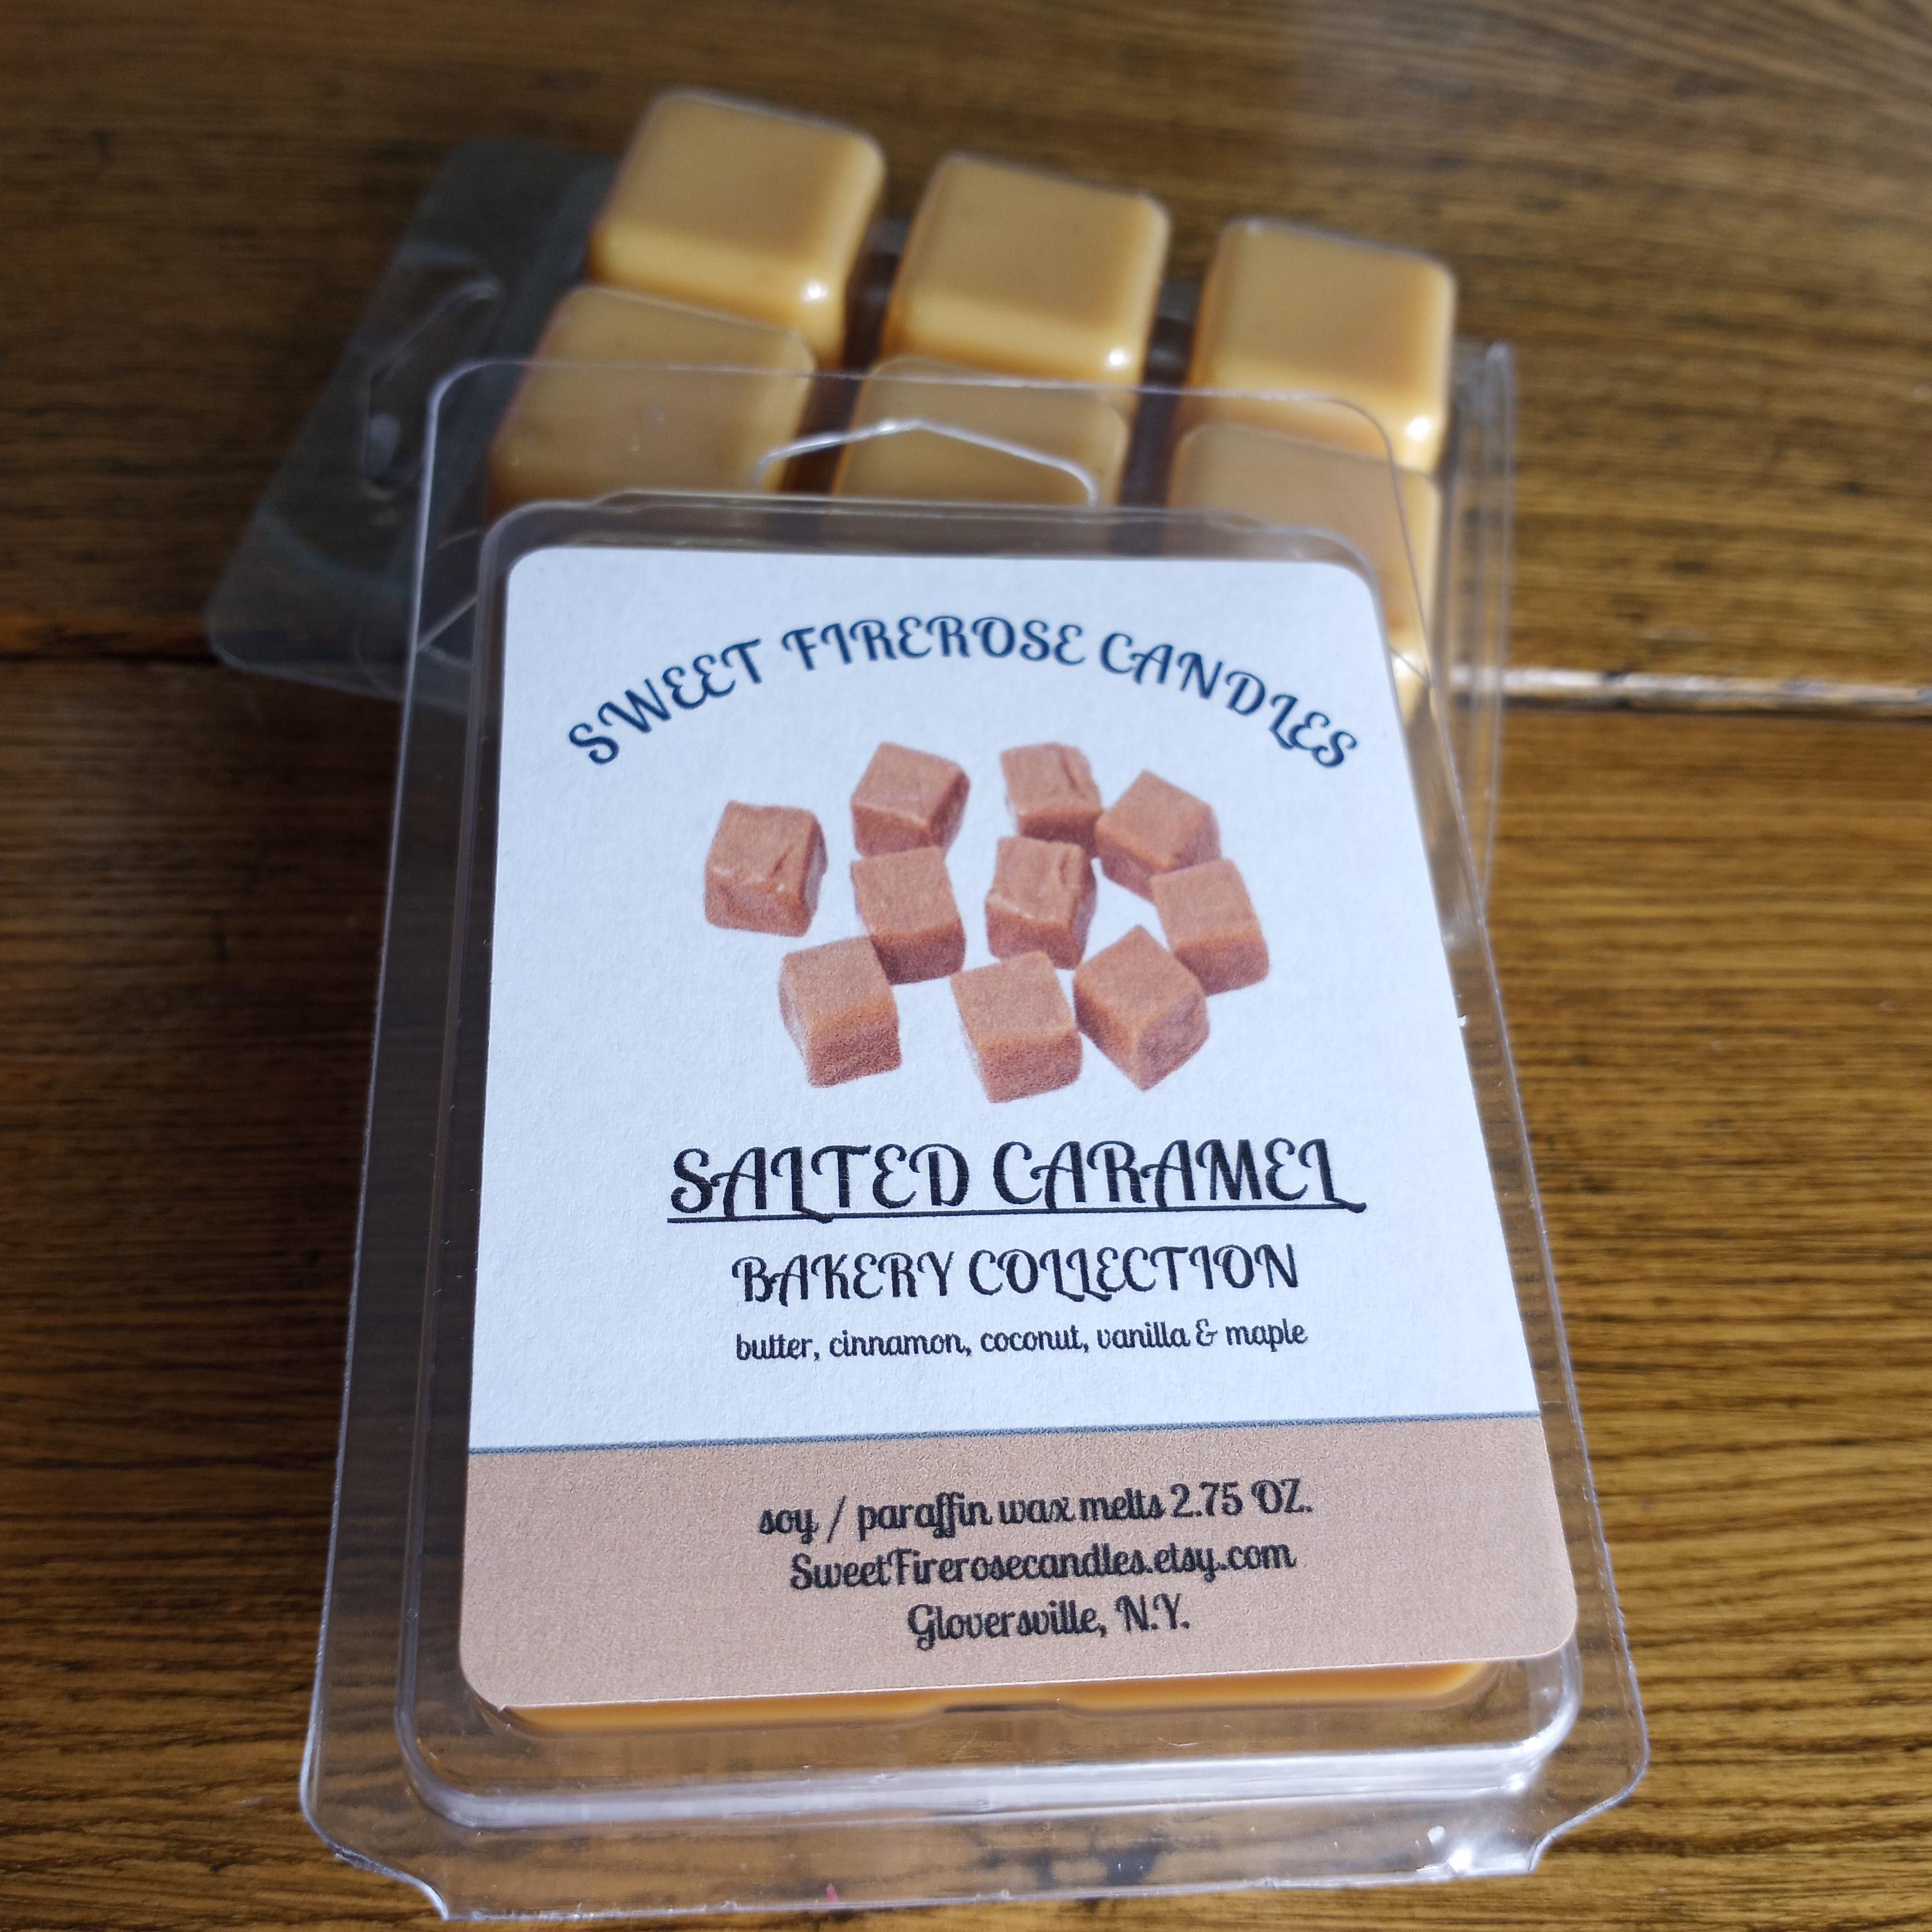 SWEET FIREROSE CANDLES
SALTED CARAMEL
BAKERY COLLECTION
butter, cinnamon, coconut, vanilla & maple
soy / paraffin wax melts 2.75 OZ.
SweetFirerosecandles.etsy.com
Gloversville, N.Y.